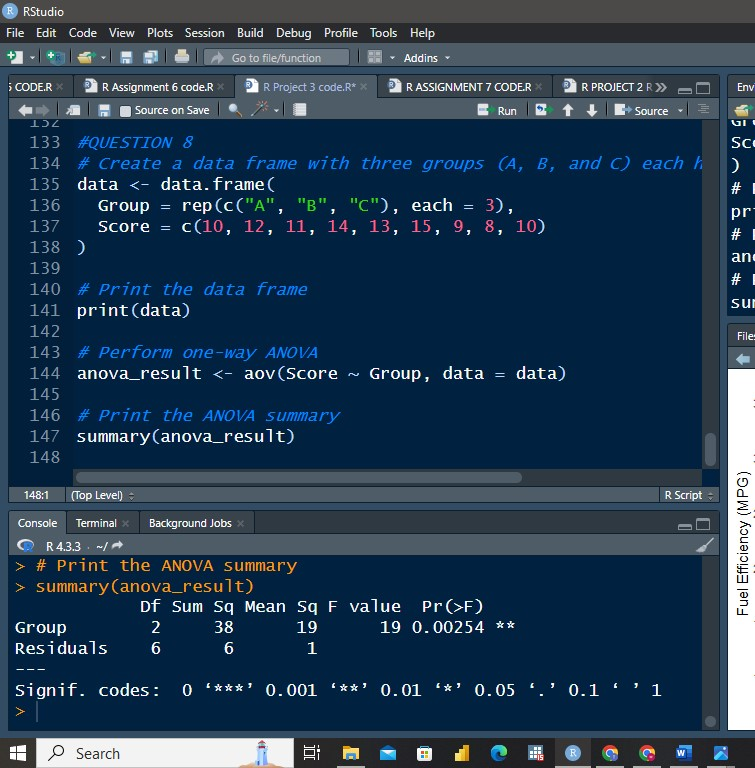 RStudio
File Edit Code View Plots Session Build Debug Profile Tools Help
Go to file/function Addins
CODE.R R Assignment 6 code.R R Project 3 code.R* R ASSIGNMENT 7 CODE.R R PROJECT 2 R
Source on Save Run Source
132
133 #QUESTION 8
134 # Create a data frame with three groups (A, B, and C) each h
135 data <- data.frame(
136 Group = rep(c("A", "B", "C"), each = 3),
137 Score = c(10, 12, 11, 14, 13, 15, 9, 8, 10)
138 )
139
140 # Print the data frame
141 print(data)
142
143 # Perform one-way ANOVA
144 anova_result <- aov(Score ~ Group, data = data)
145
146 # Print the ANOVA summary
147 summary(anova_result)
148
148:1 (Top Level) R Script
Console Terminal Background Jobs
R 4.3.3 · ~/
> # Print the ANOVA summary
> summary(anova_result)
Df Sum Sq Mean Sq F value Pr(>F)
Group 2 38 19 19 0.00254 **
Residuals 6 6 1
---
Signif. codes: 0 ‘***’ 0.001 ‘**’ 0.01 ‘*’ 0.05 ‘.’ 0.1 ‘ ’ 1
>
Env
)
#
#
#
Files
Fuel Efficiency (MPG)
Search